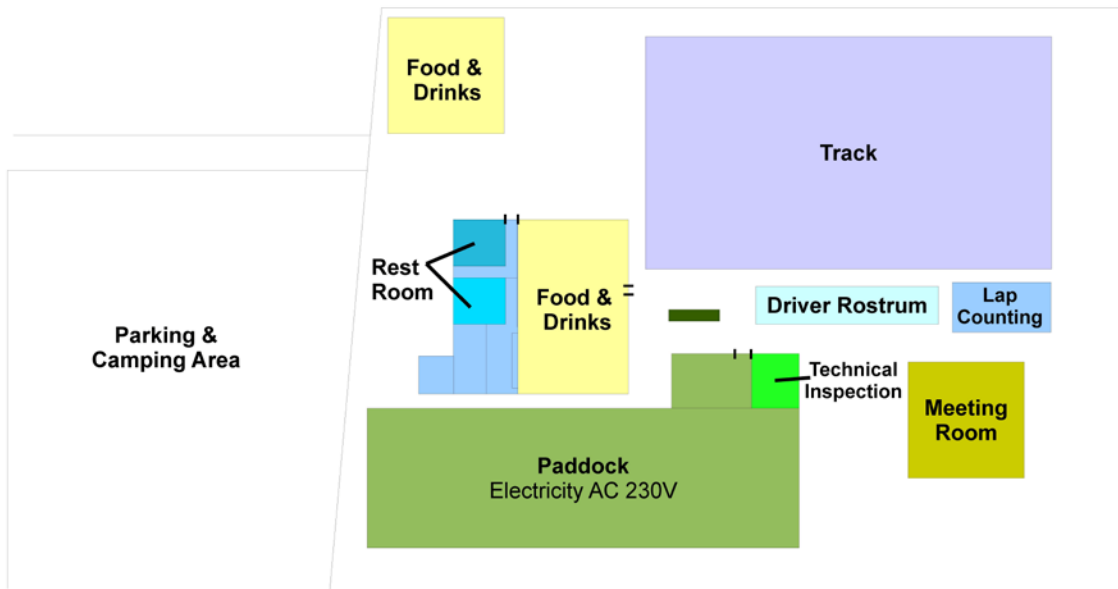 Food &
Drinks
Track
Rest
Room
Food &
Drinks
Driver Rostrum
Lap
Counting
Parking &
Camping Area
Technical
Inspection
Meeting
Room
Paddock
Electricity AC 230V